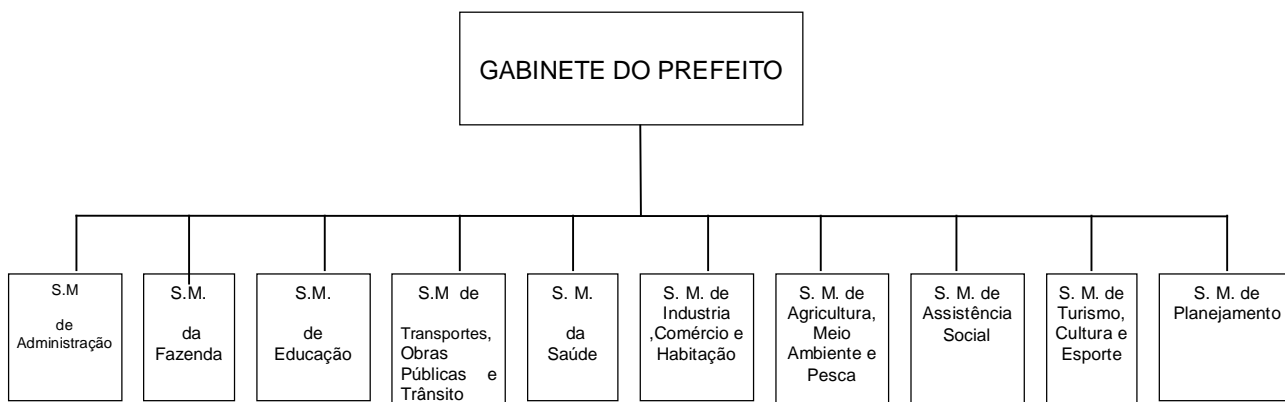 GABINETE DO PREFEITO
S.M
de
Administração
S.M.
da
Fazenda
S.M.
de
Educação
S.M de
Transportes,
Obras
Públicas e
Trânsito
S. M.
da
Saúde
S. M. de
Industria
,Comércio e
Habitação
S. M. de
Agricultura,
Meio
Ambiente e
Pesca
S. M. de
Assistência
Social
S. M. de
Turismo,
Cultura e
Esporte
S. M. de
Planejamento